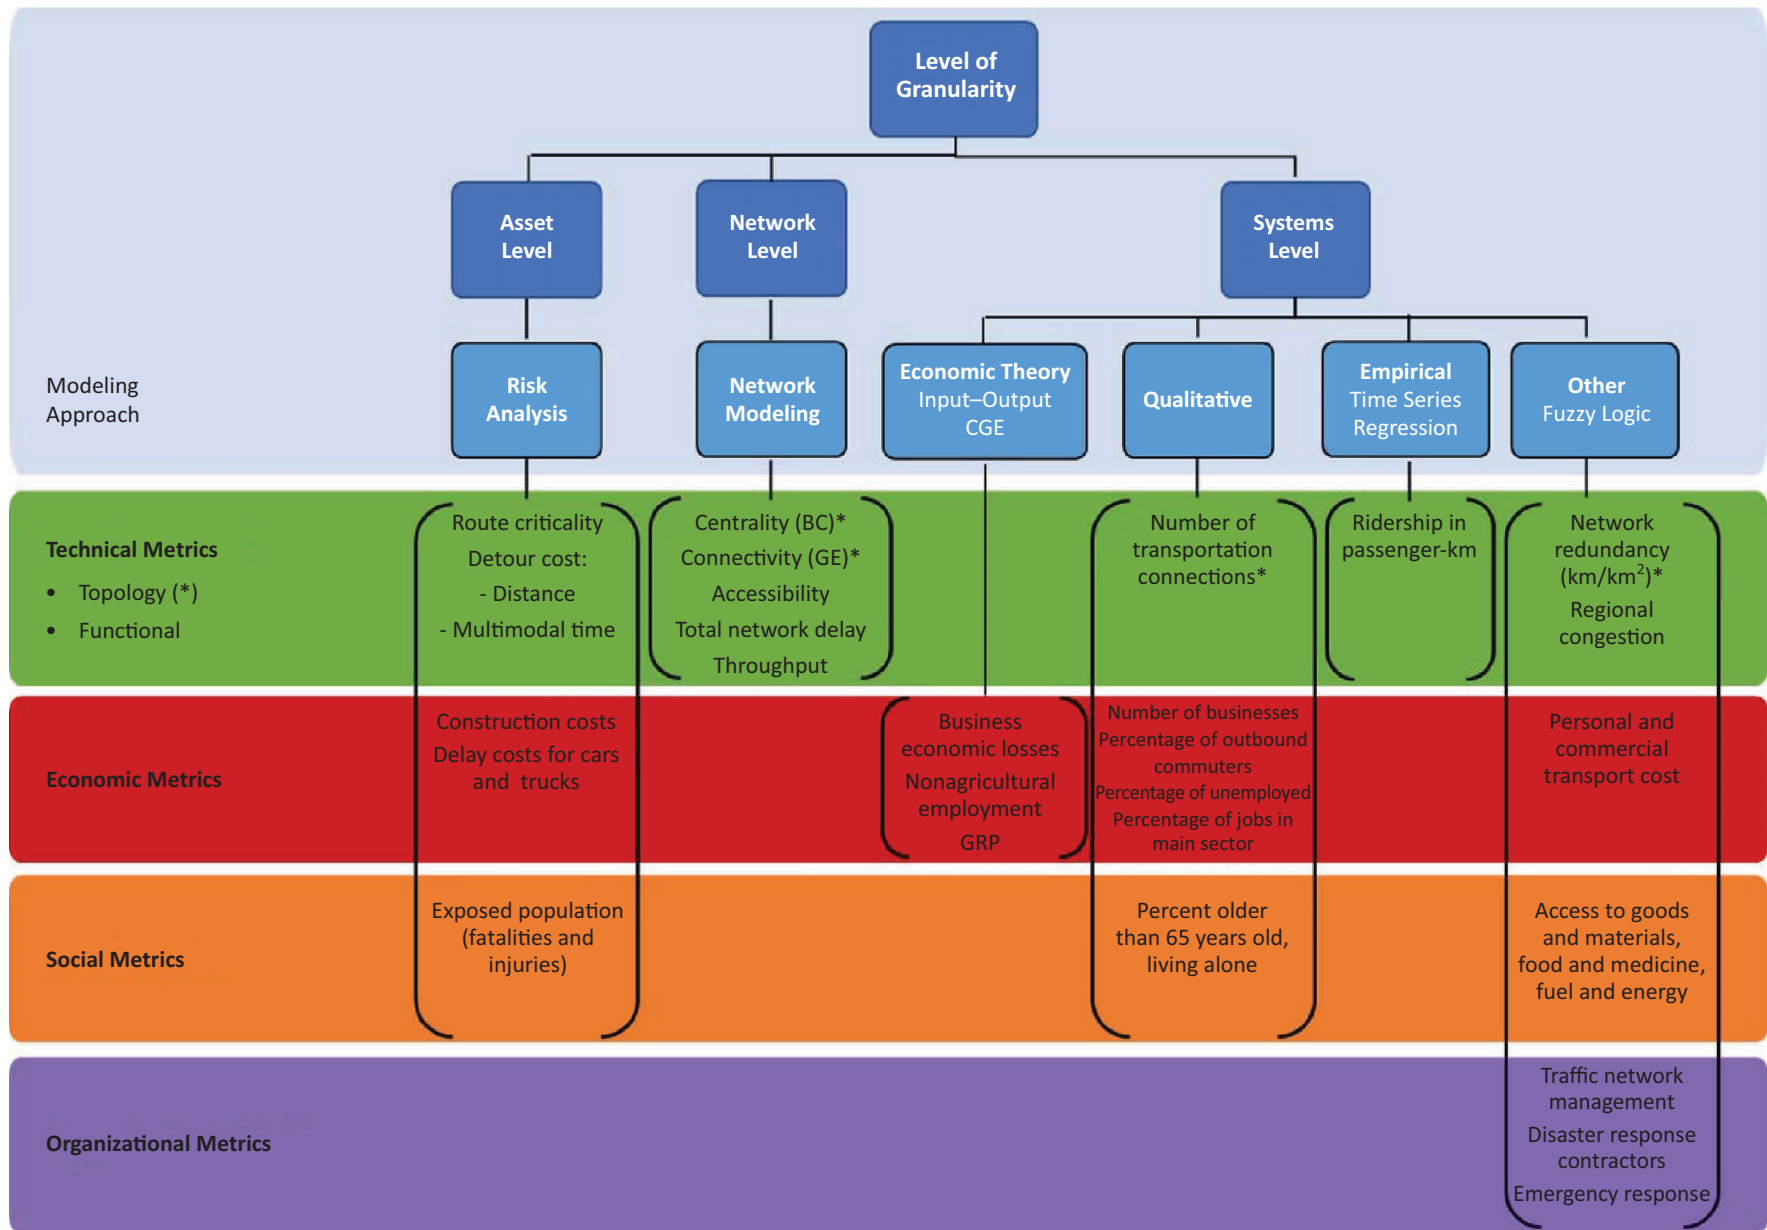 Level of
Granularity
Asset
Level
Network
Level
Systems
Level
Modeling
Approach
Risk
Analysis
Network
Modeling
Economic Theory
Input–Output
CGE
Qualitative
Empirical
Time Series
Regression
Other
Fuzzy Logic
Technical Metrics
• Topology (*)
• Functional
Route criticality
Detour cost:
- Distance
- Multimodal time
Centrality (BC)*
Connectivity (GE)*
Accessibility
Total network delay
Throughput
Number of
transportation
connections*
Ridership in
passenger-km
Network
redundancy
(km/km²)*
Regional
congestion
Economic Metrics
Construction costs
Delay costs for cars
and trucks
Business
economic losses
Nonagricultural
employment
GRP
Number of businesses
Percentage of outbound
commuters
Percentage of unemployed
Percentage of jobs in
main sector
Personal and
commercial
transport cost
Social Metrics
Exposed population
(fatalities and
injuries)
Percent older
than 65 years old,
living alone
Access to goods
and materials,
food and medicine,
fuel and energy
Organizational Metrics
Traffic network
management
Disaster response
contractors
Emergency response